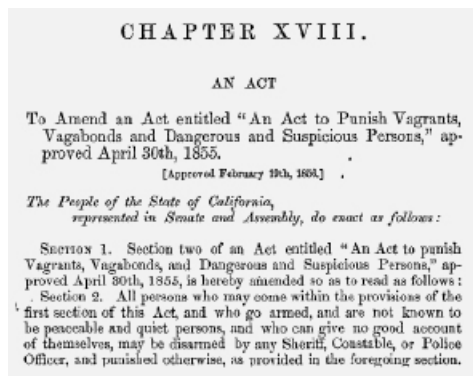 CHAPTER XVIII.
AN ACT
To Amend an Act entitled “An Act to Punish Vagrants,
Vagabonds and Dangerous and Suspicious Persons,” ap-
proved April 30th, 1855.
[Approved February 19th, 1856.]
The People of the State of California,
represented in Senate and Assembly, do enact as follows:
SECTION 1. Section two of an Act entitled “An Act to punish
Vagrants, Vagabonds, and Dangerous and Suspicious Persons,” ap-
proved April 30th, 1855, is hereby amended so as to read as follows:
Section 2. All persons who may come within the provisions of the
first section of this Act, and who go armed, and are not known to
be peaceable and quiet persons, and who can give no good account
of themselves, may be disarmed by any Sheriff, Constable, or Police
Officer, and punished otherwise, as provided in the foregoing section.